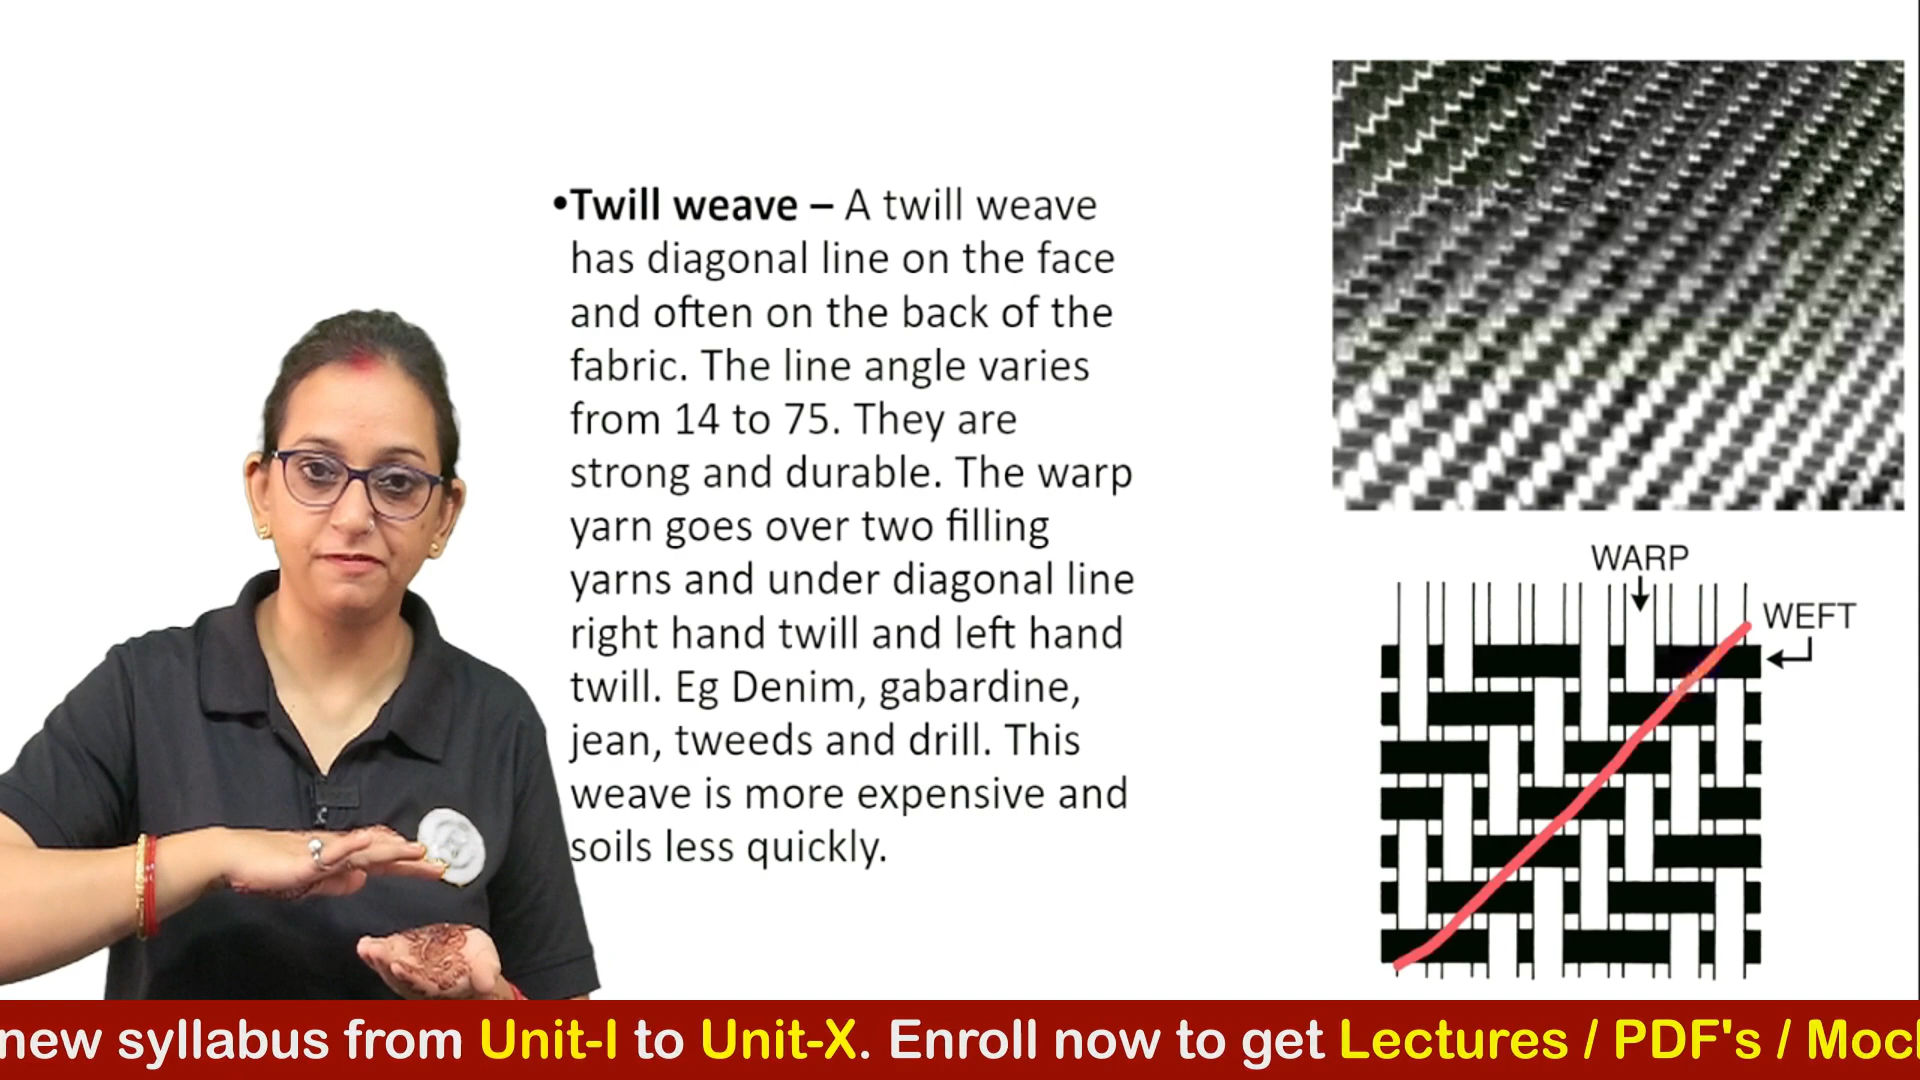 •Twill weave – A twill weave
has diagonal line on the face
and often on the back of the
fabric. The line angle varies
from 14 to 75. They are
strong and durable. The warp
yarn goes over two filling
yarns and under diagonal line
right hand twill and left hand
twill. Eg Denim, gabardine,
jean, tweeds and drill. This
weave is more expensive and
soils less quickly.
WARP
WEFT
new syllabus from Unit-I to Unit-X. Enroll now to get Lectures / PDF's / Moc